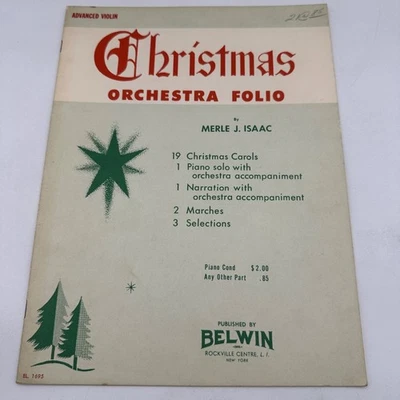 ADVANCED VIOLIN
Christmas
ORCHESTRA FOLIO
By
MERLE J. ISAAC
19 Christmas Carols
1 Piano solo with
orchestra accompaniment
1 Narration with
orchestra accompaniment
2 Marches
3 Selections
Piano Cond $2.00
Any Other Part .85
PUBLISHED BY
BELWIN
ROCKVILLE CENTRE, L. I.
NEW YORK
EL. 1695